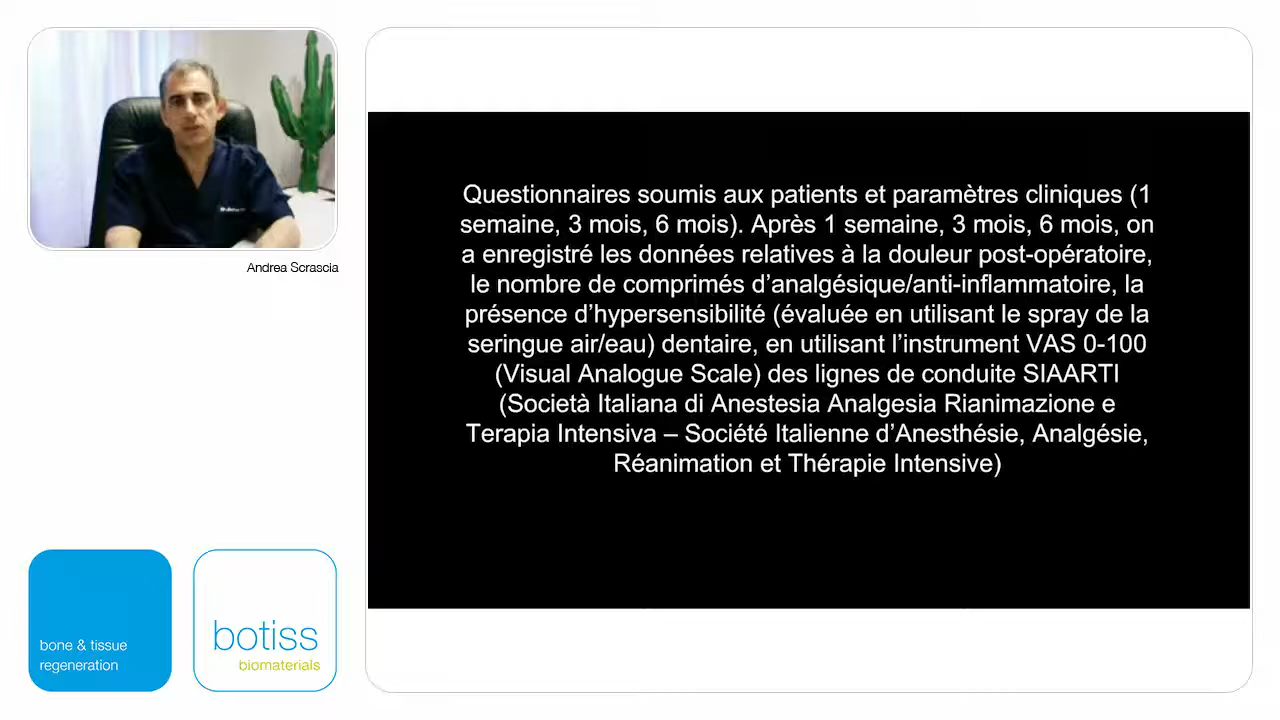 Andrea Scrascia
Questionnaires soumis aux patients et paramètres cliniques (1
semaine, 3 mois, 6 mois). Après 1 semaine, 3 mois, 6 mois, on
a enregistré les données relatives à la douleur post-opératoire,
le nombre de comprimés d’analgésique/anti-inflammatoire, la
présence d’hypersensibilité (évaluée en utilisant le spray de la
seringue air/eau) dentaire, en utilisant l’instrument VAS 0-100
(Visual Analogue Scale) des lignes de conduite SIAARTI
(Società Italiana di Anestesia Analgesia Rianimazione e
Terapia Intensiva – Société Italienne d’Anesthésie, Analgésie,
Réanimation et Thérapie Intensive)
bone & tissue
regeneration
botiss
biomaterials